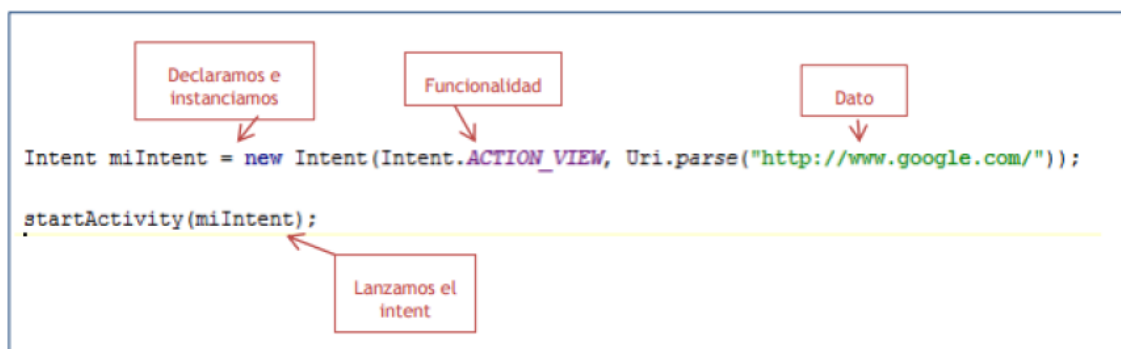 Declaramos e
instanciamos
Funcionalidad
Dato
Intent miIntent = new Intent(Intent.ACTION_VIEW, Uri.parse("http://www.google.com/"));
startActivity(miIntent);
Lanzamos el
intent